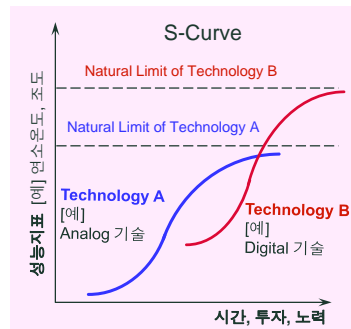 S-Curve
Natural Limit of Technology B
Natural Limit of Technology A
성능지표 [예] 연소온도, 조도
Technology A
[예]
Analog 기술
Technology B
[예]
Digital 기술
시간, 투자, 노력